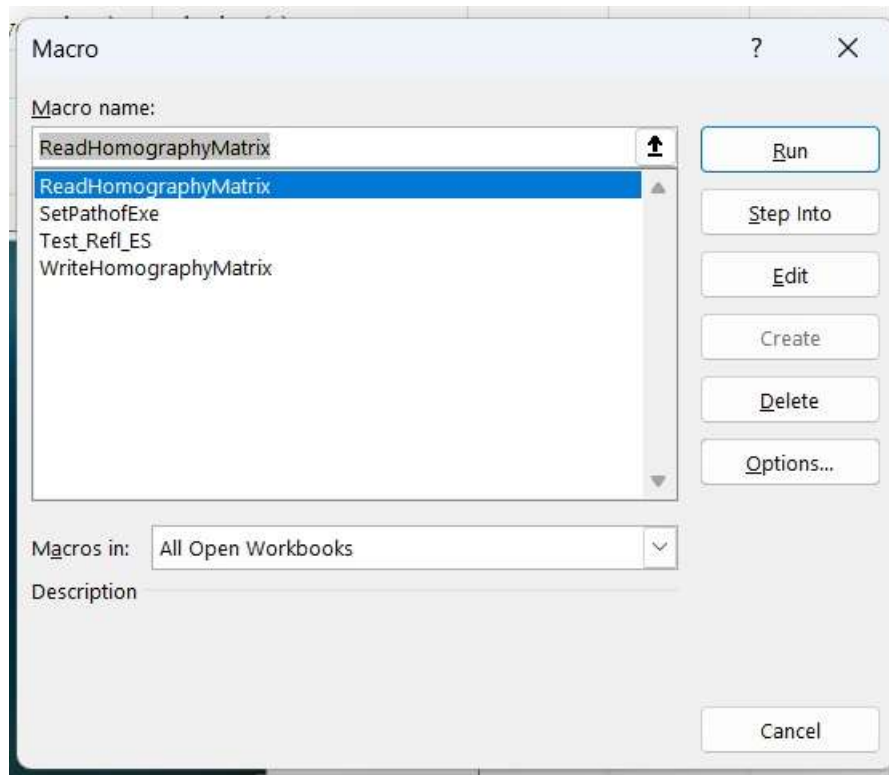 Macro
Macro name:
ReadHomographyMatrix
Run
ReadHomographyMatrix
SetPathofExe
Test_Refl_ES
WriteHomographyMatrix
Step Into
Edit
Create
Delete
Options...
Macros in: All Open Workbooks
Description
Cancel